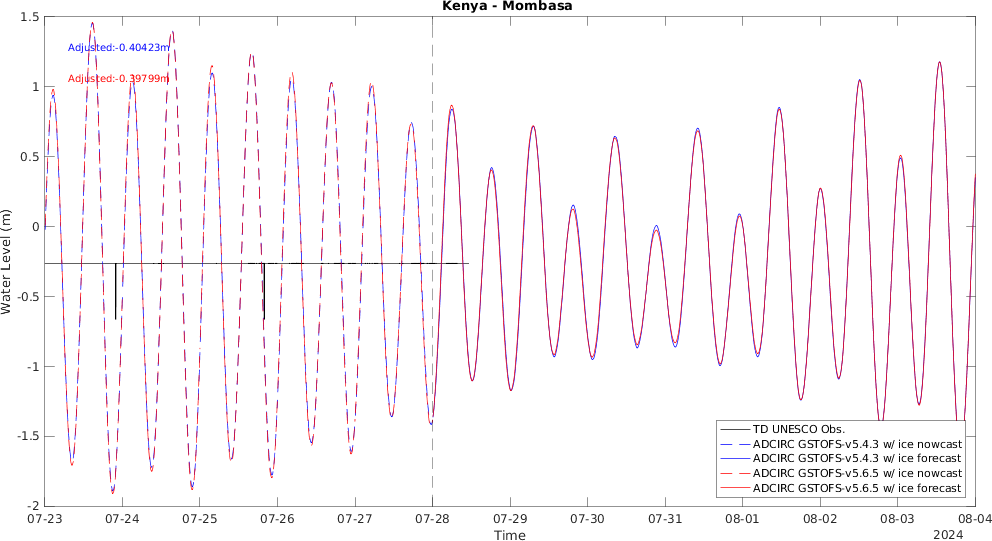 Kenya - Mombasa
Adjusted:-0.40423m
Adjusted:-0.39799m
Water Level (m)
1.5
1
0.5
0
-0.5
-1
-1.5
-2
TD UNESCO Obs.
ADCIRC GSTOFS-v5.4.3 w/ ice nowcast
ADCIRC GSTOFS-v5.4.3 w/ ice forecast
ADCIRC GSTOFS-v5.6.5 w/ ice nowcast
ADCIRC GSTOFS-v5.6.5 w/ ice forecast
07-23 07-24 07-25 07-26 07-27 07-28 07-29 07-30 07-31 08-01 08-02 08-03 08-04
Time
2024